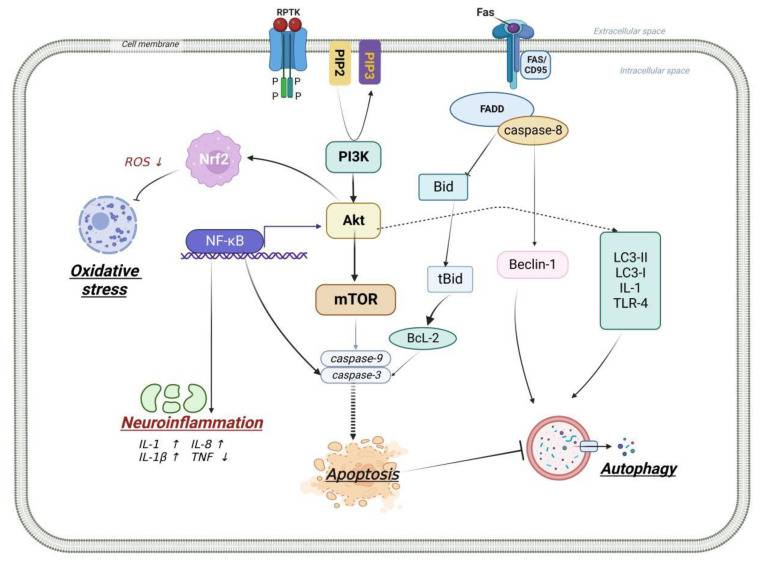 RPTK
Fas
Extracellular space
Cell membrane
PIP2
PIP3
FAS/
CD95
Intracellular space
P P
P P
FADD
caspase-8
ROS ↓
Nrf2
PI3K
Bid
Akt
NF-κB
Oxidative
stress
Beclin-1
LC3-II
LC3-I
IL-1
TLR-4
tBid
mTOR
BcL-2
caspase-9
caspase-3
Neuroinflammation
IL-1 ↑ IL-8 ↑
IL-1β ↑ TNF ↓
Apoptosis
Autophagy